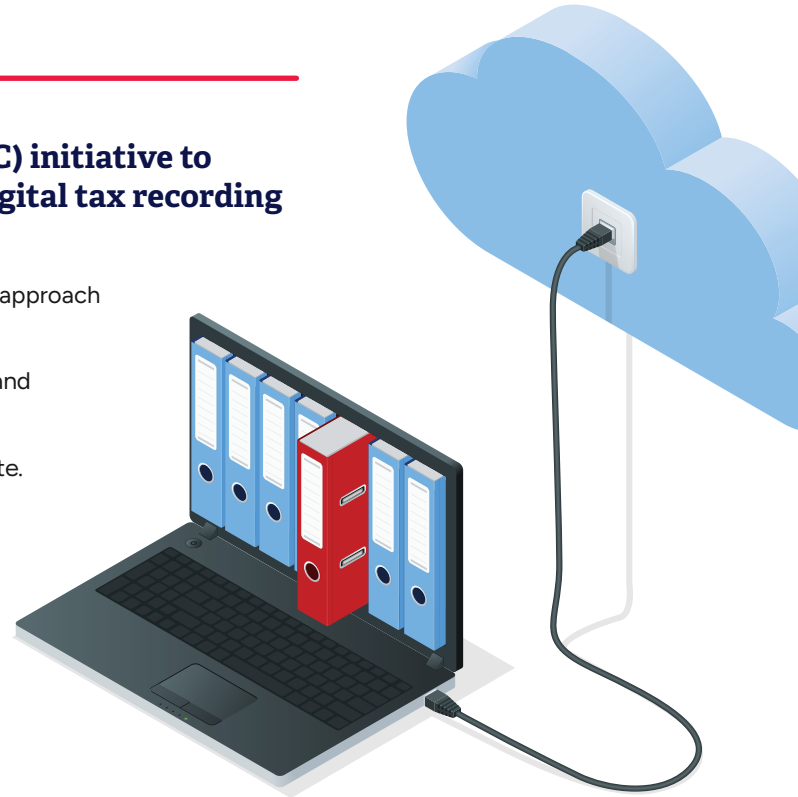 C) initiative to
gital tax recording
approach
and
te.